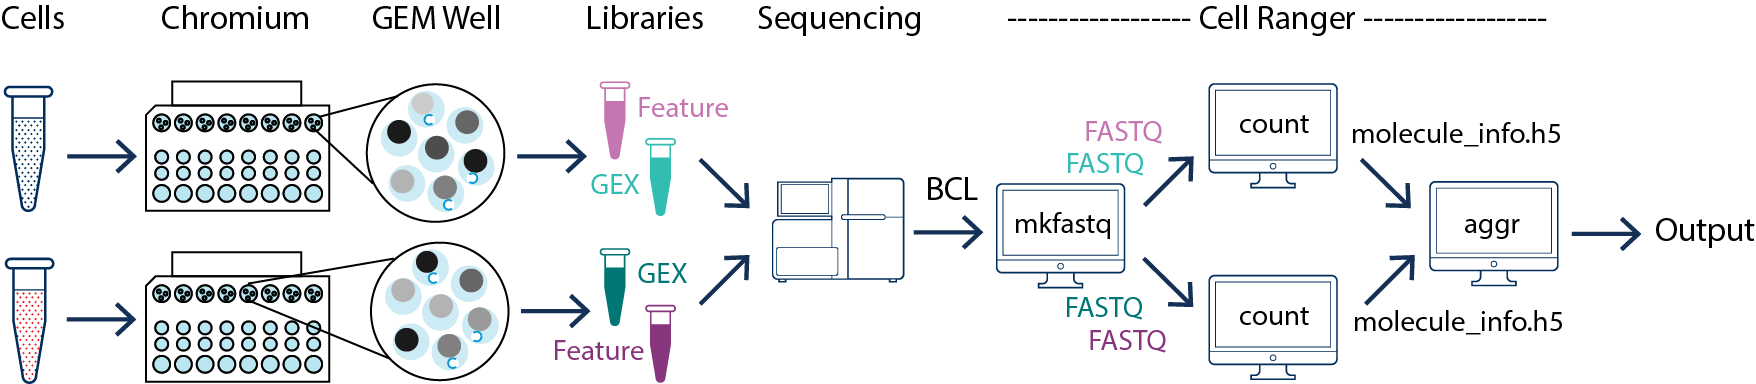 Cells
Chromium
GEM Well
Libraries
Sequencing
------------------ Cell Ranger ------------------
Feature
GEX
GEX
Feature
BCL
mkfastq
FASTQ
FASTQ
FASTQ
FASTQ
count
molecule_info.h5
count
molecule_info.h5
aggr
Output